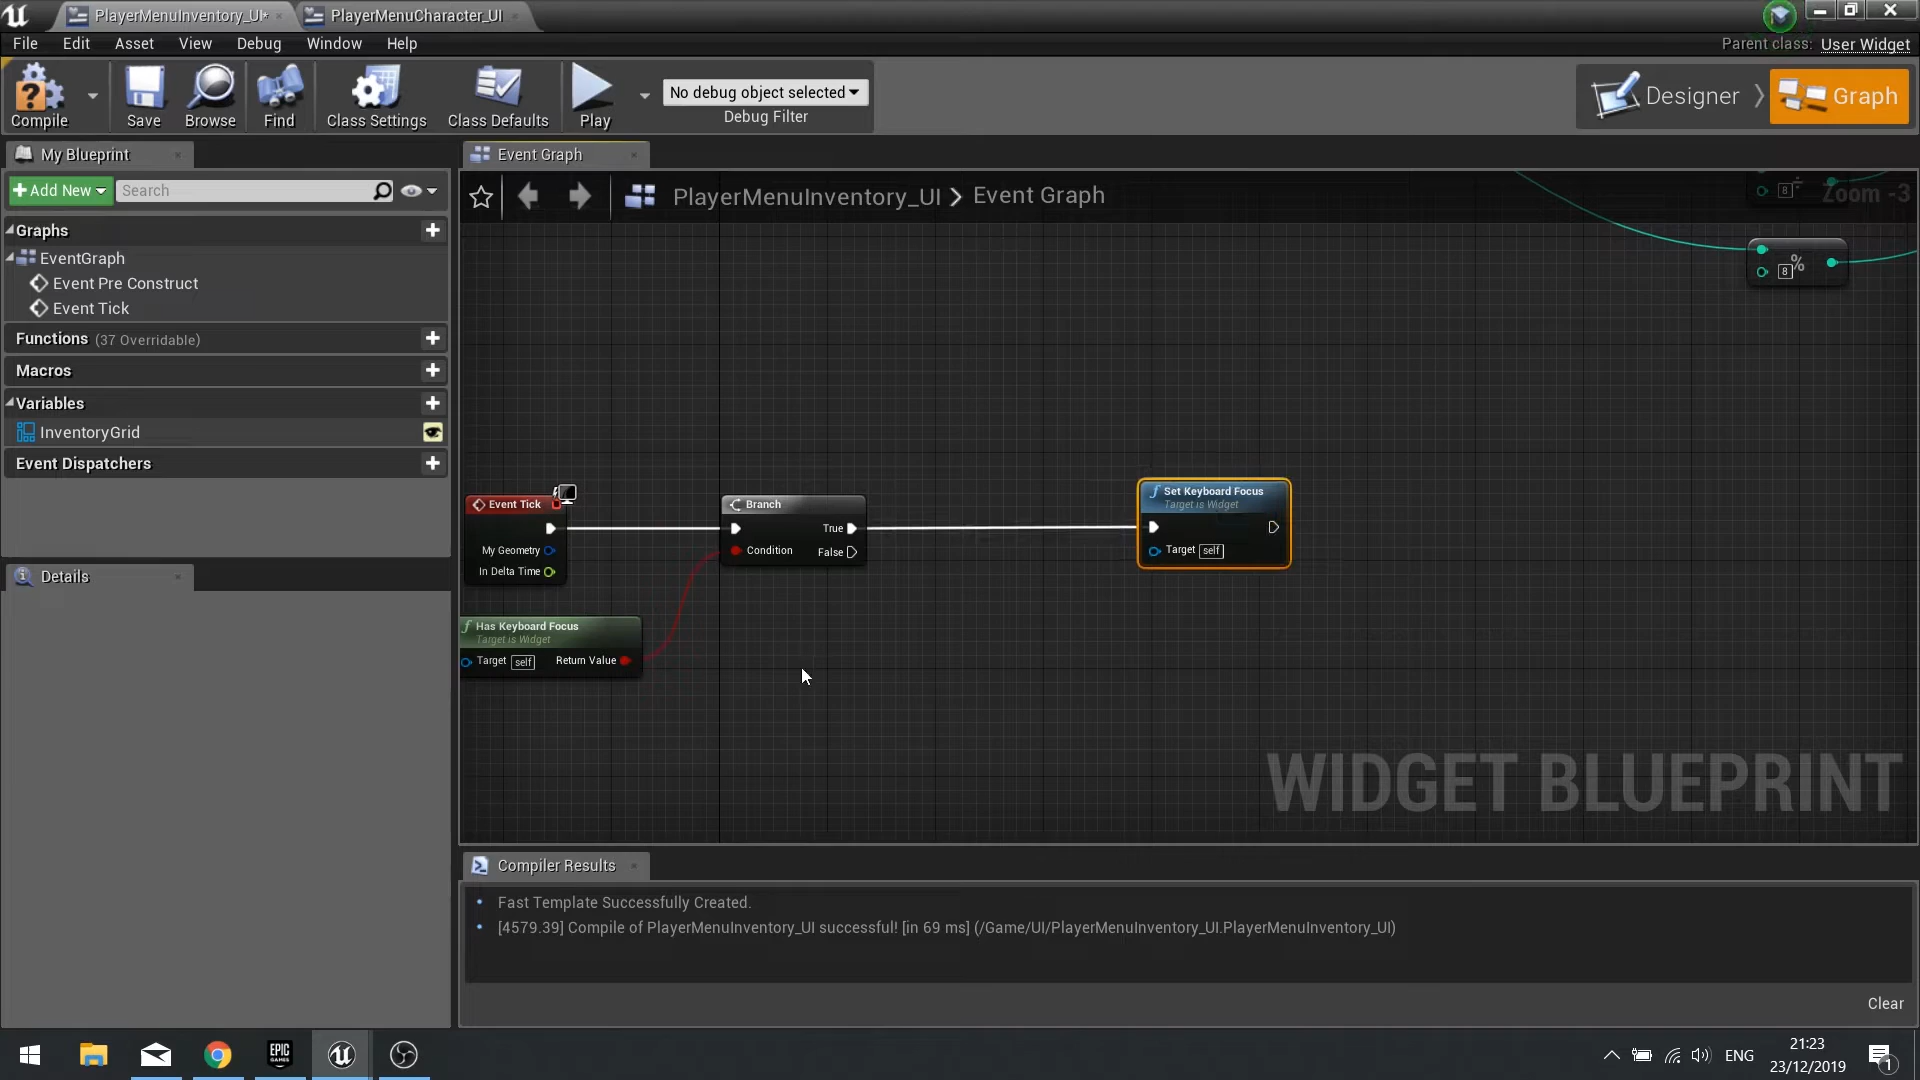 PlayerMenuInventory_UI*
PlayerMenuCharacter_UI
File Edit Asset View Debug Window Help
Parent class: User Widget
Compile
Save
Browse
Find
Class Settings
Class Defaults
Play
No debug object selected
Debug Filter
Designer
Graph
My Blueprint
Event Graph
+Add New
Search
PlayerMenuInventory_UI > Event Graph
Zoom -3
8 ÷
8 %
Graphs
EventGraph
Event Pre Construct
Event Tick
Functions (37 Overridable)
Macros
Variables
InventoryGrid
Event Dispatchers
Details
Event Tick
My Geometry
In Delta Time
Branch
True
Condition
False
Set Keyboard Focus
Target is Widget
Target self
Has Keyboard Focus
Target is Widget
Target self Return Value
WIDGET BLUEPRINT
Compiler Results
Fast Template Successfully Created.
[4579.39] Compile of PlayerMenuInventory_UI successful! [in 69 ms] (/Game/UI/PlayerMenuInventory_UI.PlayerMenuInventory_UI)
Clear
EPIC
GAMES
ENG
21:23
23/12/2019
1